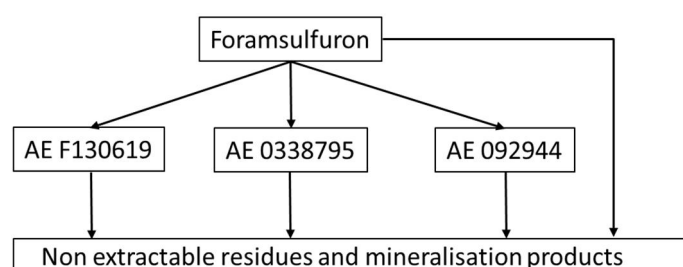 Foramsulfuron
AE F130619
AE 0338795
AE 092944
Non extractable residues and mineralisation products